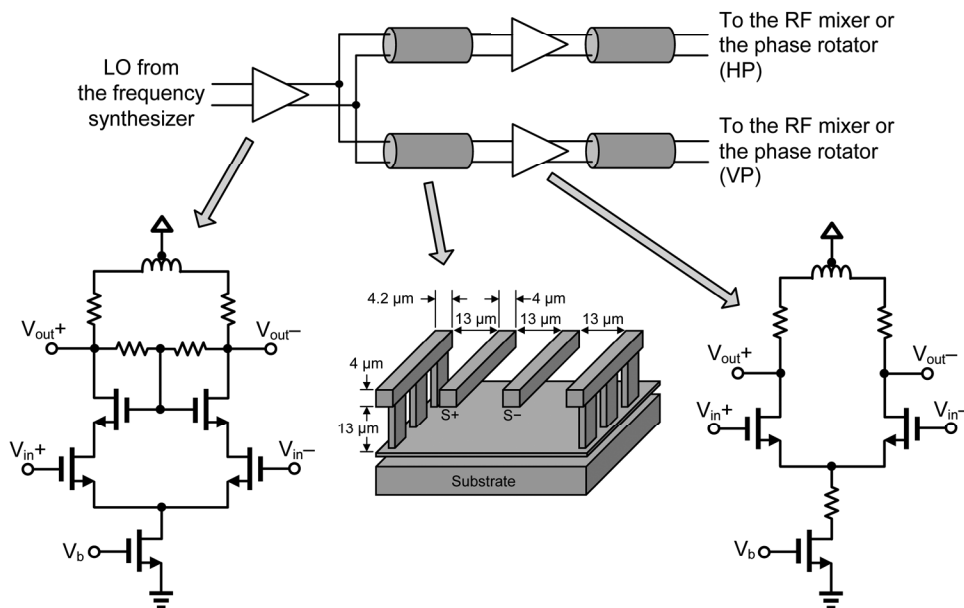 LO from
the frequency
synthesizer
To the RF mixer or
the phase rotator
(HP)
To the RF mixer or
the phase rotator
(VP)
Vout+
Vout−
Vin+
Vin−
Vb
4.2 µm
4 µm
13 µm
13 µm
13 µm
4 µm
13 µm
S+
S−
Substrate
Vout+
Vout−
Vin+
Vin−
Vb